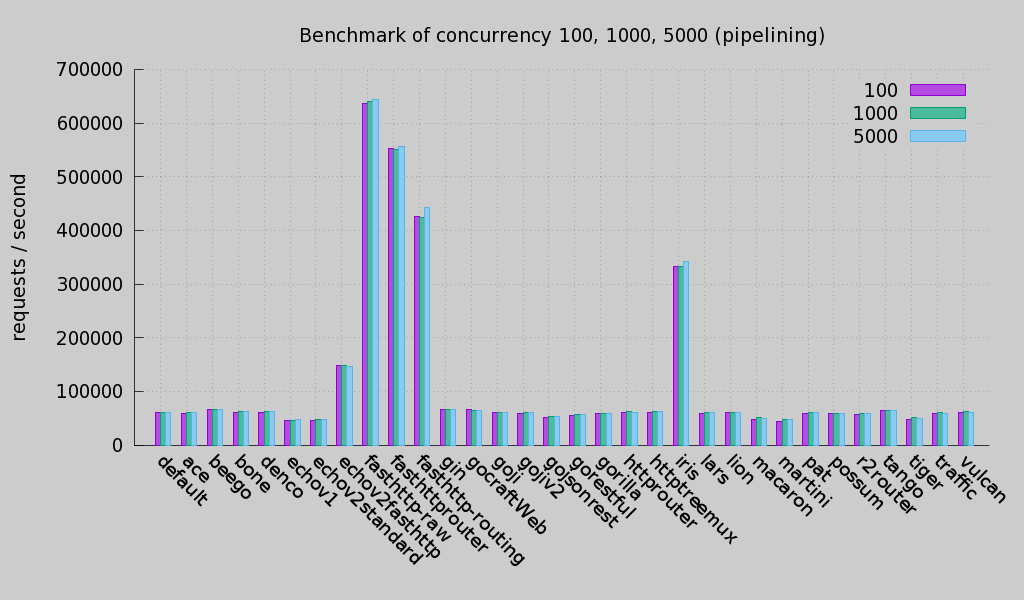 Benchmark of concurrency 100, 1000, 5000 (pipelining)
700000
600000
500000
400000
300000
200000
100000
0
requests / second
100
1000
5000
default
ace
beego
bone
denco
echov1
echov2standard
echov2fasthttp
fasthttp-raw
fasthttprouter
fasthttp-routing
gin
gocraftWeb
goji
gojiv2
gojsonrest
gorestful
gorilla
httprouter
httptreemux
iris
lars
lion
macaron
martini
pat
possum
r2router
tango
tiger
traffic
vulcan